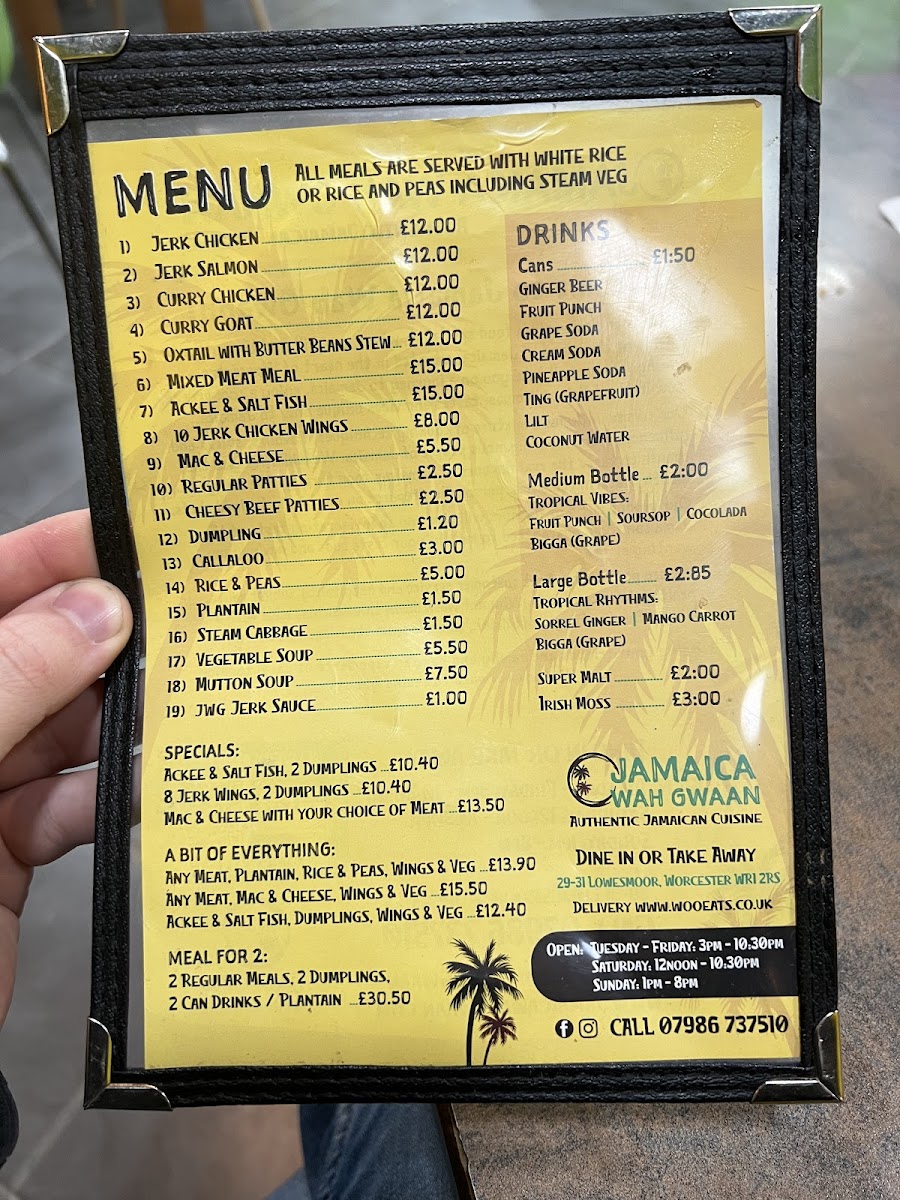 MENU
ALL MEALS ARE SERVED WITH WHITE RICE
OR RICE AND PEAS INCLUDING STEAM VEG
1) JERK CHICKEN £12.00
2) JERK SALMON £12.00
3) CURRY CHICKEN £12.00
4) CURRY GOAT £12.00
5) OXTAIL WITH BUTTER BEANS STEW... £12.00
6) MIXED MEAT MEAL £15.00
7) ACKEE & SALT FISH £15.00
8) 10 JERK CHICKEN WINGS £8.00
9) MAC & CHEESE £5.50
10) REGULAR PATTIES £2.50
11) CHEESY BEEF PATTIES £2.50
12) DUMPLING £1.20
13) CALLALOO £3.00
14) RICE & PEAS £5.00
15) PLANTAIN £1.50
16) STEAM CABBAGE £1.50
17) VEGETABLE SOUP £5.50
18) MUTTON SOUP £7.50
19) JWG JERK SAUCE £1.00
SPECIALS:
ACKEE & SALT FISH, 2 DUMPLINGS ...£10.40
8 JERK WINGS, 2 DUMPLINGS ...£10.40
MAC & CHEESE WITH YOUR CHOICE OF MEAT ...£13.50
A BIT OF EVERYTHING:
ANY MEAT, PLANTAIN, RICE & PEAS, WINGS & VEG ...£13.90
ANY MEAT, MAC & CHEESE, WINGS & VEG ...£15.50
ACKEE & SALT FISH, DUMPLINGS, WINGS & VEG ...£12.40
MEAL FOR 2:
2 REGULAR MEALS, 2 DUMPLINGS,
2 CAN DRINKS / PLANTAIN ...£30.50
DRINKS
Cans £1:50
GINGER BEER
FRUIT PUNCH
GRAPE SODA
CREAM SODA
PINEAPPLE SODA
TING (GRAPEFRUIT)
LILT
COCONUT WATER
Medium Bottle ... £2:00
TROPICAL VIBES:
FRUIT PUNCH | SOURSOP | COCOLADA
BIGGA (GRAPE)
Large Bottle £2:85
TROPICAL RHYTHMS:
SORREL GINGER | MANGO CARROT
BIGGA (GRAPE)
SUPER MALT £2:00
IRISH MOSS £3:00
JAMAICA
WAH GWAAN
AUTHENTIC JAMAICAN CUISINE
DINE IN OR TAKE AWAY
29-31 LOWESMOOR, WORCESTER WR1 2RS
DELIVERY WWW.WOOEATS.CO.UK
OPEN: TUESDAY - FRIDAY: 3PM - 10.30PM
SATURDAY: 12NOON - 10:30PM
SUNDAY: 1PM - 8PM
CALL 07986 737510